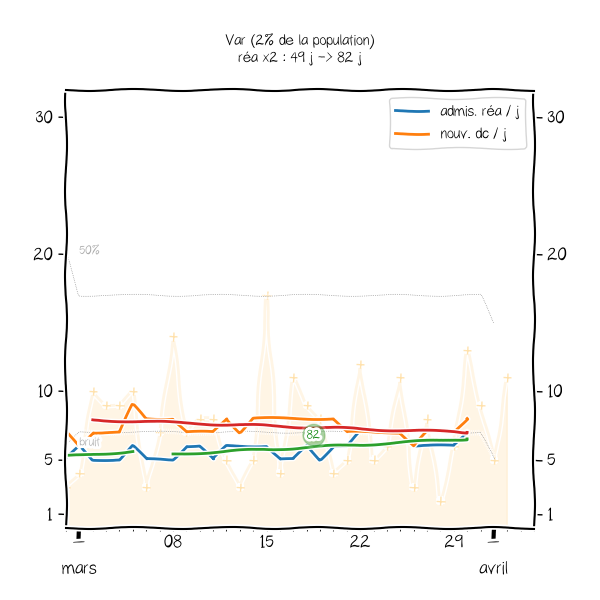 Var (2% de la population)
réa x2 : 49 j -> 82 j
admis. réa / j
nouv. dc / j
30
30
20
20
50%
10
10
82
bruit
5
5
1
1
08
15
22
29
mars
avril